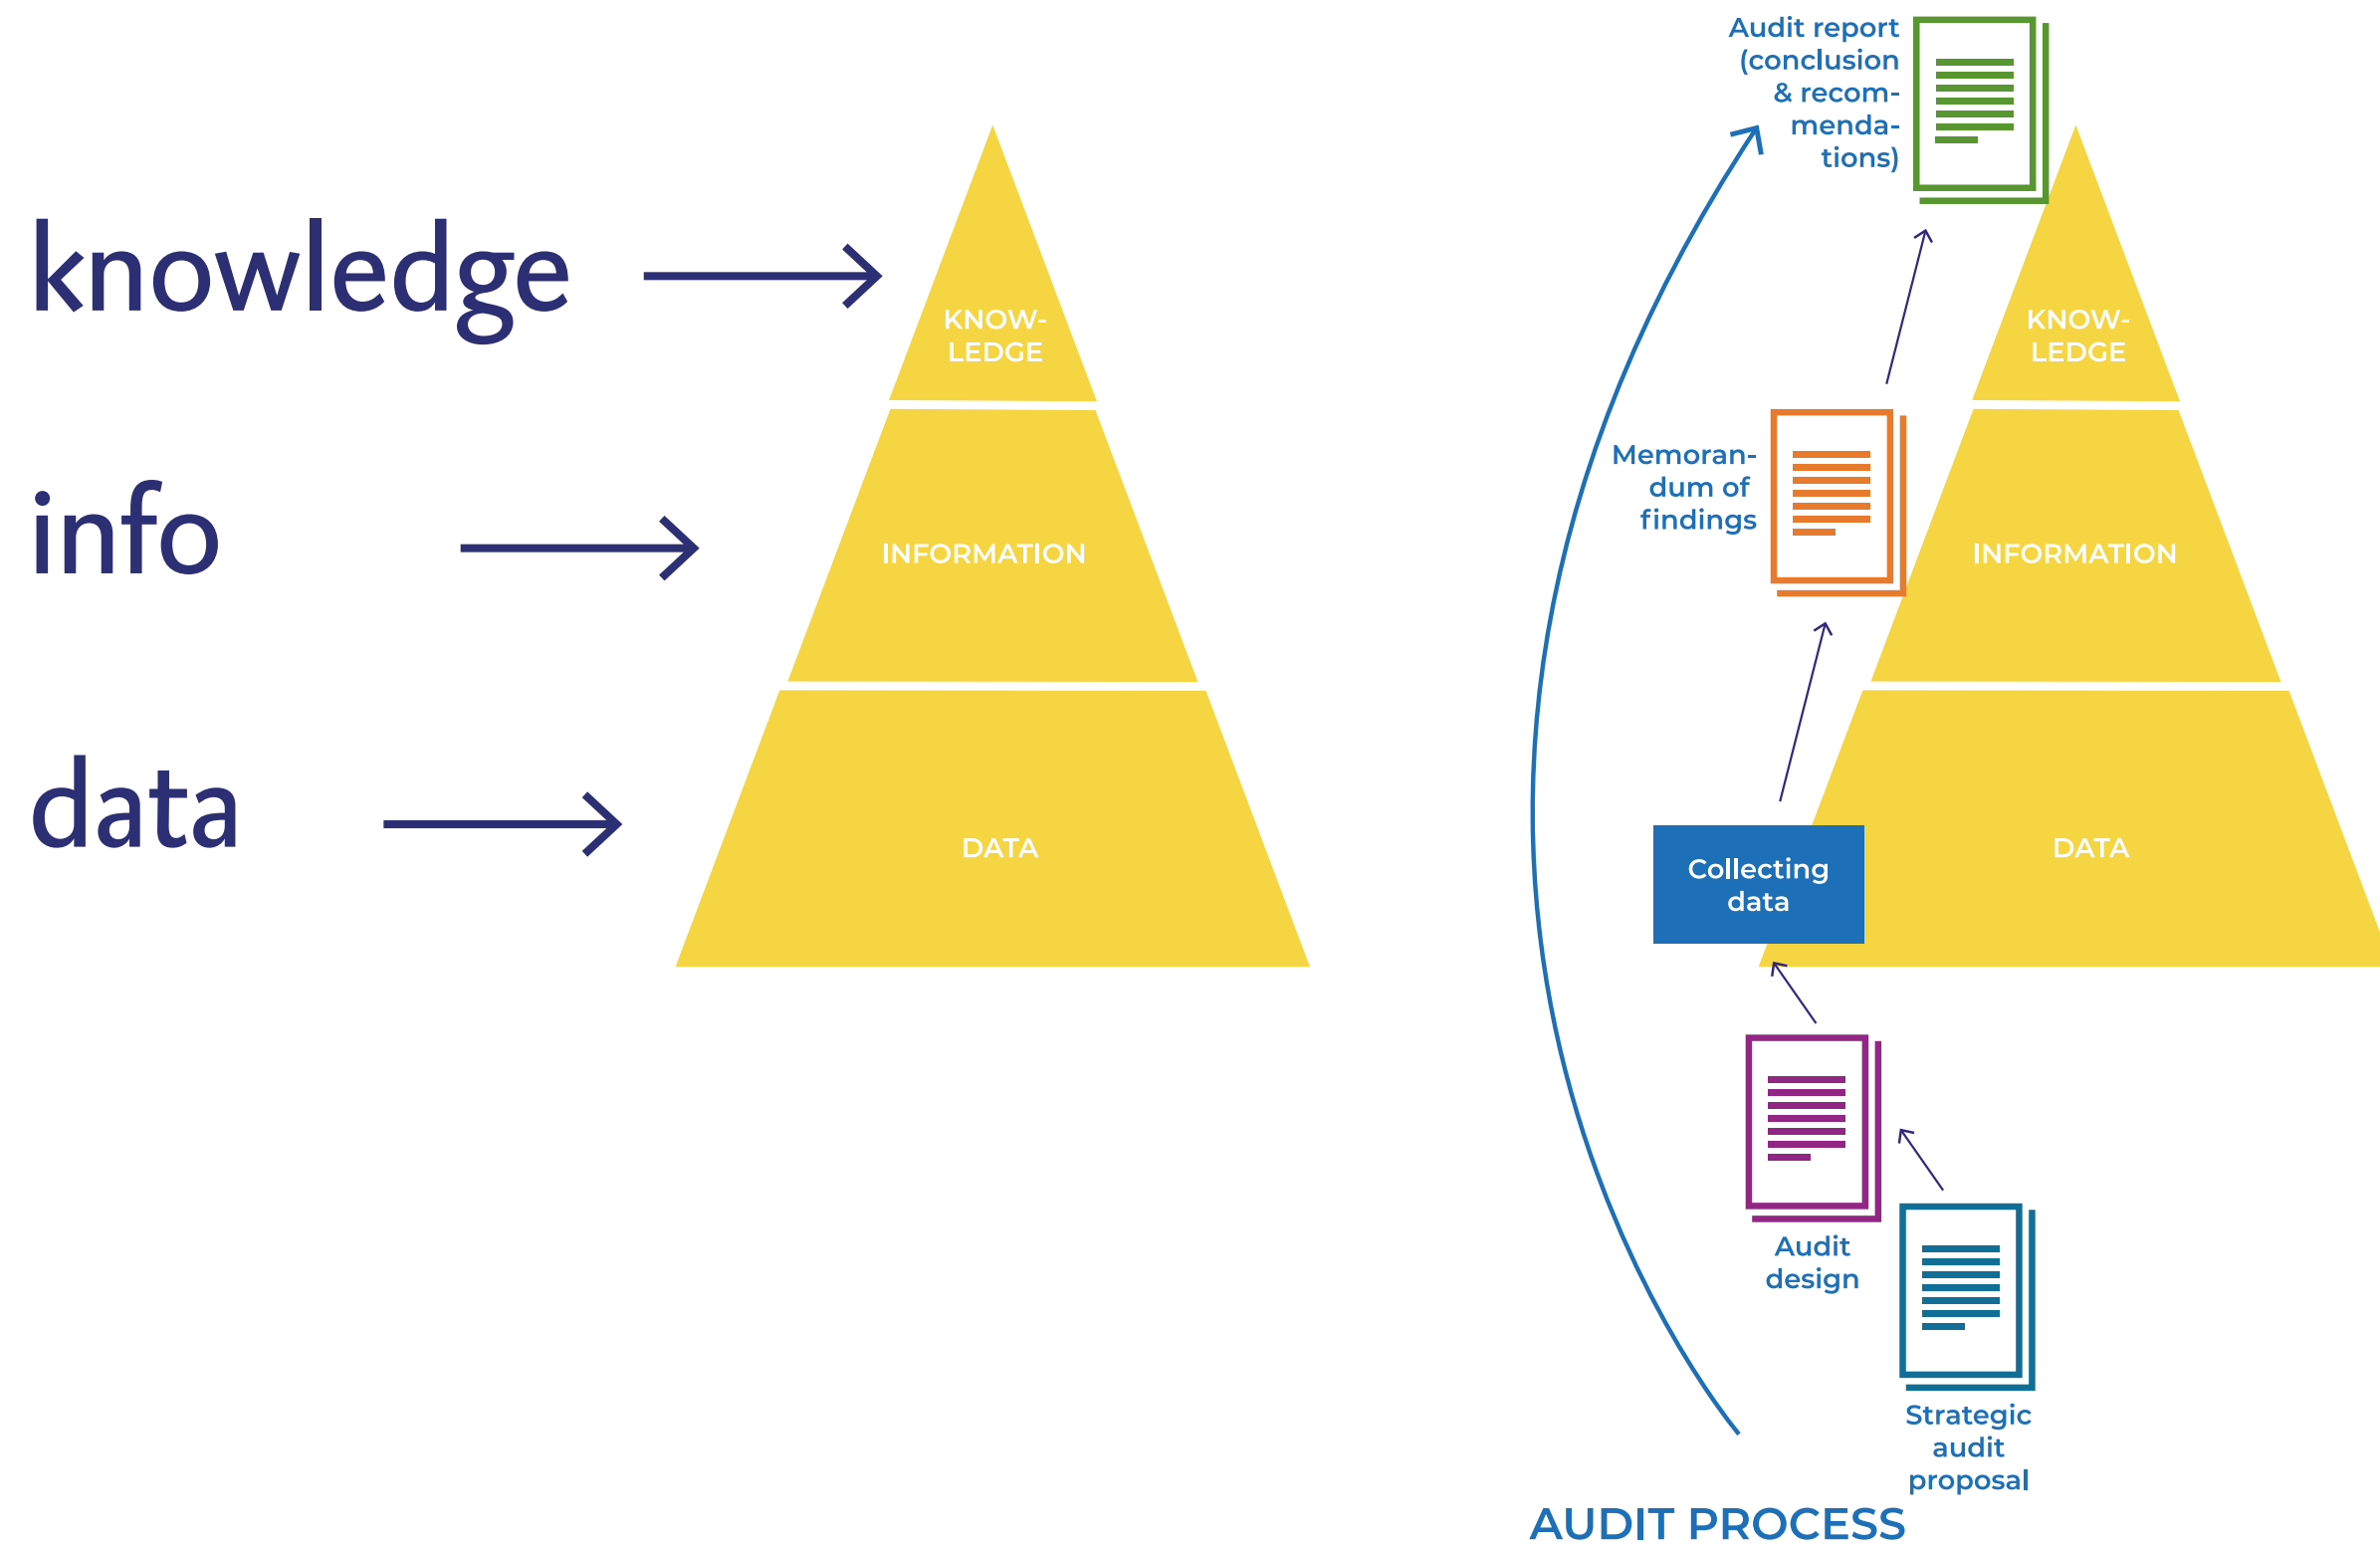 knowledge
info
data
KNOW-
LEDGE
INFORMATION
DATA
Audit report
(conclusion
& recom-
menda-
tions)
KNOW-
LEDGE
Memoran-
dum of
findings
INFORMATION
DATA
Collecting
data
Audit
design
Strategic
audit
proposal
AUDIT PROCESS